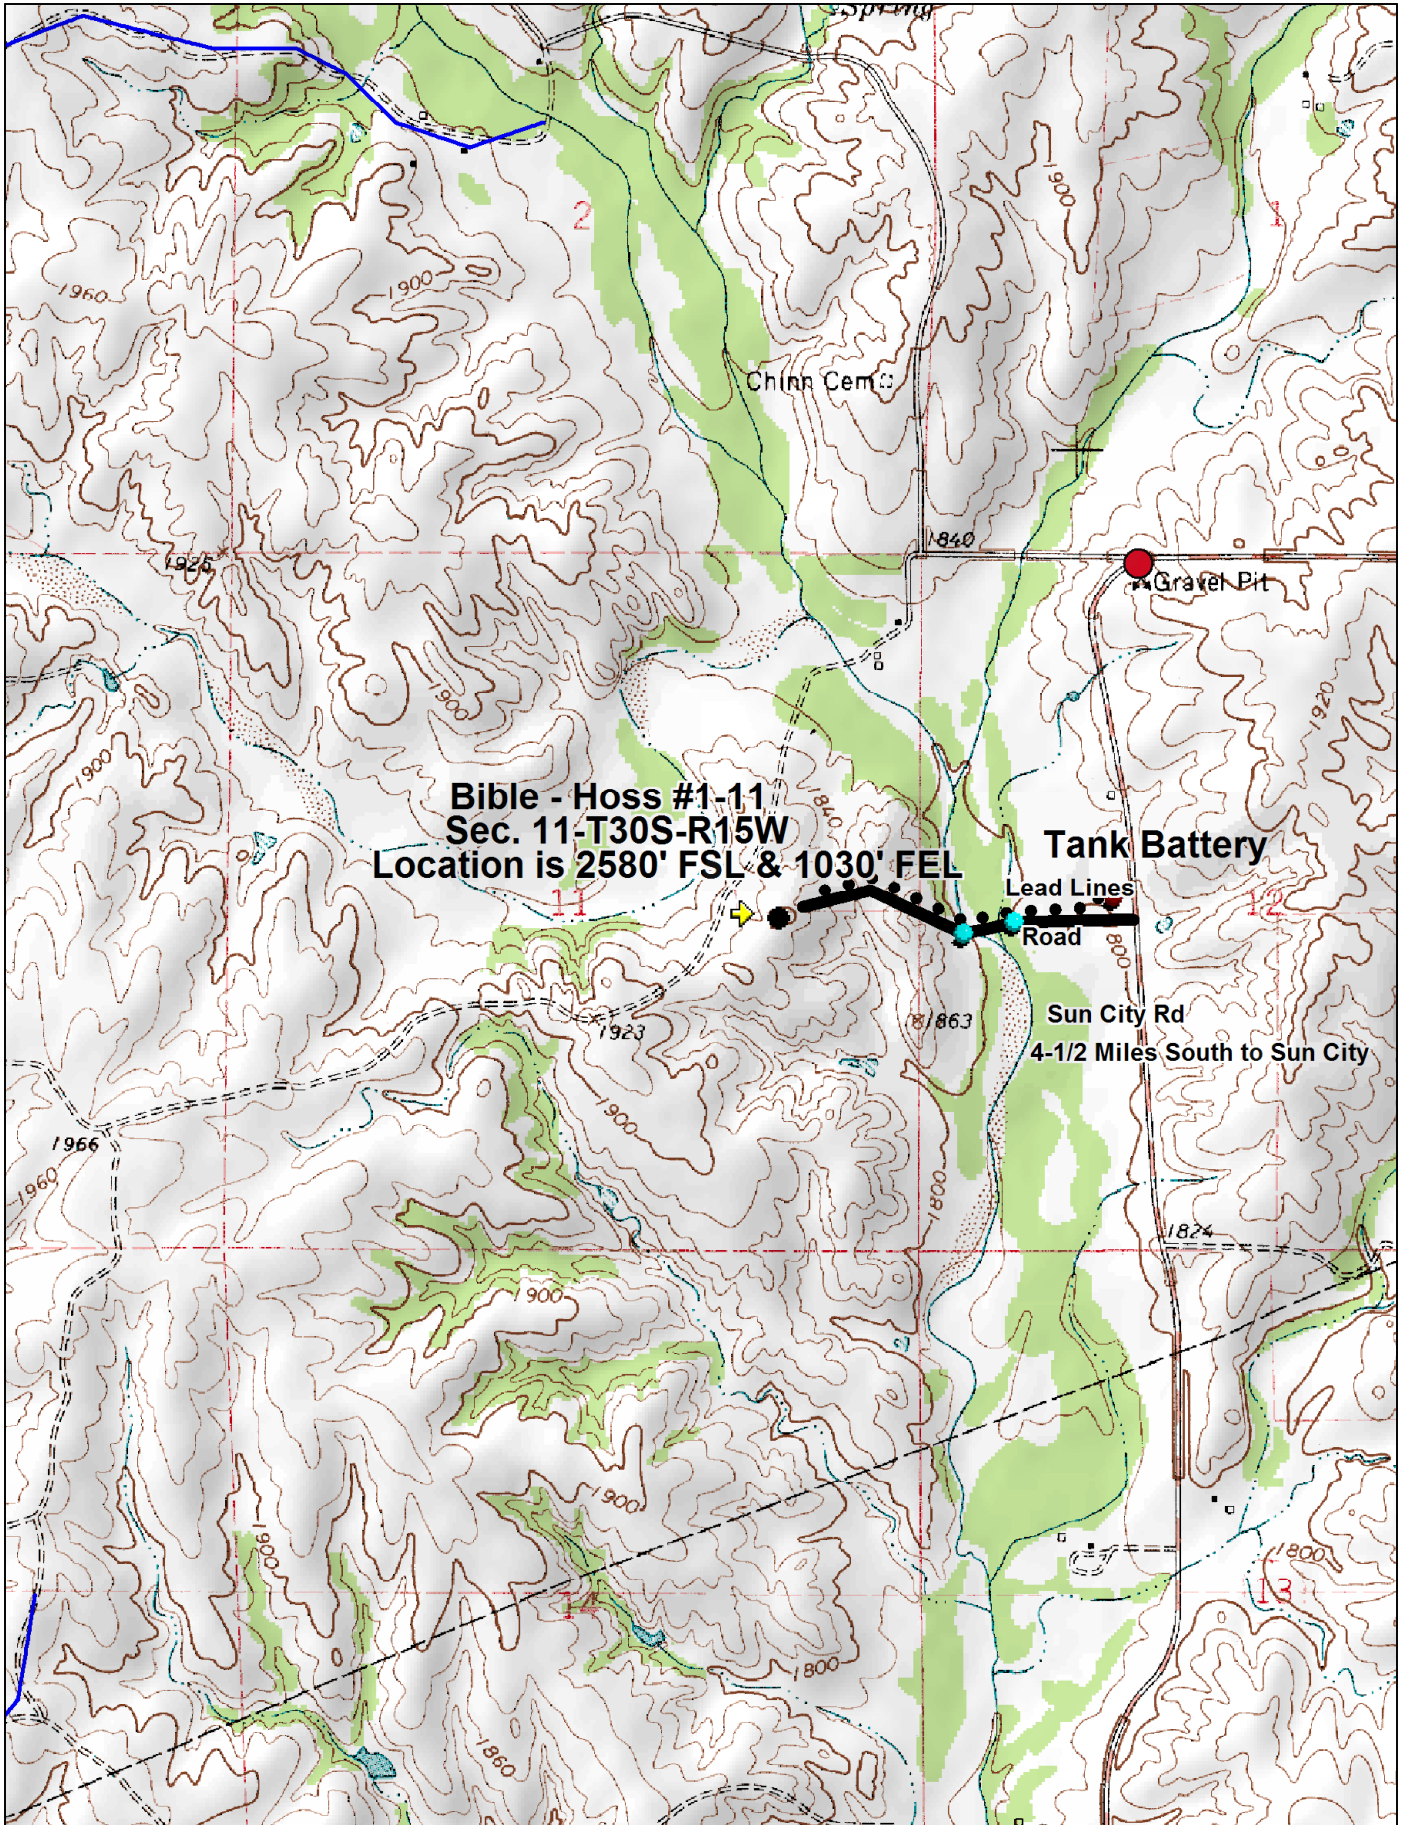 Spring
2
1
1900
1960
1900
Chinn Cem
1840
1925
Gravel Pit
1900
1920
1900
Bible - Hoss #1-11
Sec. 11-T30S-R15W
Location is 2580' FSL & 1030' FEL
1840
Tank Battery
Lead Lines
11
12
Road
1800
1863
Sun City Rd
1923
4-1/2 Miles South to Sun City
1900
1966
1960
1800
1824
1900
1900
1900
1800
14
13
1800
1860